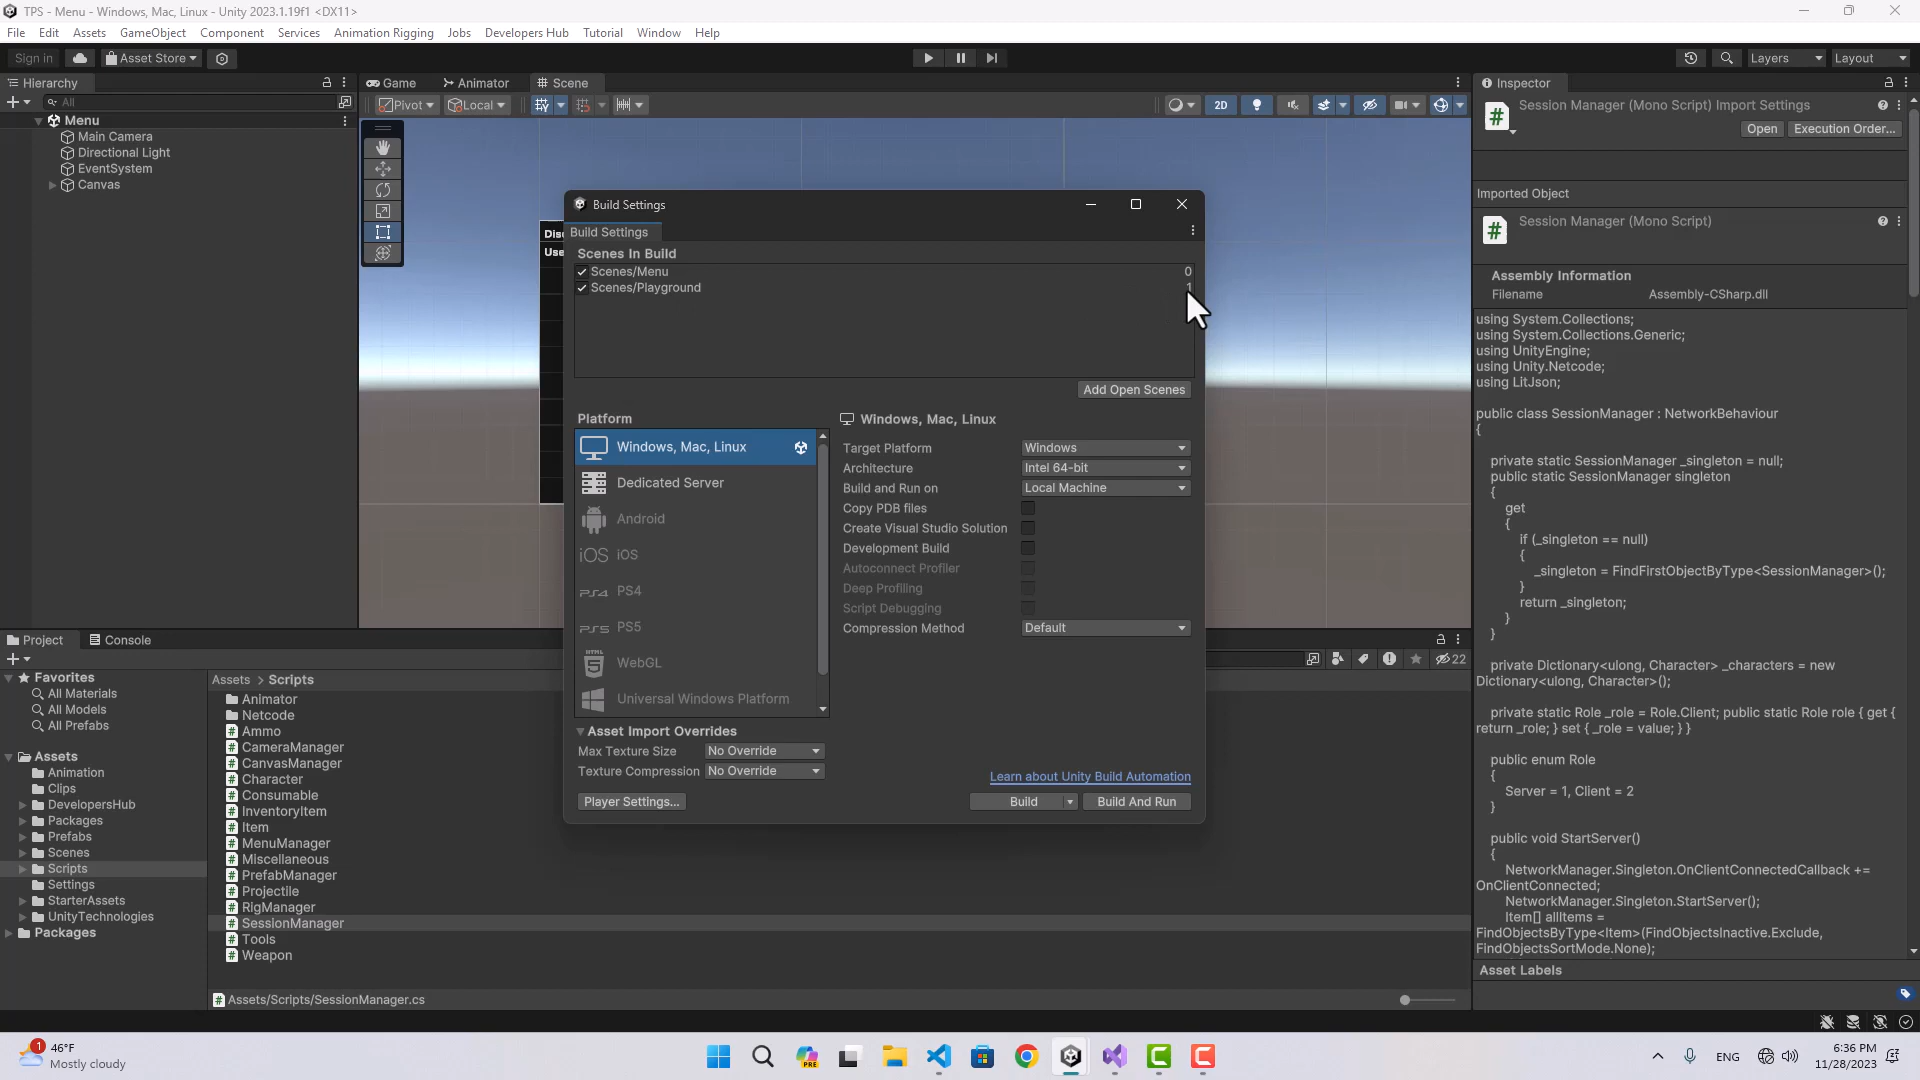 TPS - Menu - Windows, Mac, Linux - Unity 2023.1.19f1 <DX11>
File Edit Assets GameObject Component Services Animation Rigging Jobs Developers Hub Tutorial Window Help
Sign in Asset Store Layers Layout
Hierarchy
All
Menu
Main Camera
Directional Light
EventSystem
Canvas
Game Animator Scene
Pivot Local 2D
Build Settings
Build Settings
Scenes In Build
Scenes/Menu 0
Scenes/Playground 1
Add Open Scenes
Platform
Windows, Mac, Linux
Dedicated Server
Android
iOS iOS
PS4 PS4
PS5 PS5
HTML 5 WebGL
Universal Windows Platform
Windows, Mac, Linux
Target Platform Windows
Architecture Intel 64-bit
Build and Run on Local Machine
Copy PDB files
Create Visual Studio Solution
Development Build
Autoconnect Profiler
Deep Profiling
Script Debugging
Compression Method Default
Asset Import Overrides
Max Texture Size No Override
Texture Compression No Override
Learn about Unity Build Automation
Player Settings... Build Build And Run
Inspector
Session Manager (Mono Script) Import Settings
Open Execution Order...
Imported Object
Session Manager (Mono Script)
Assembly Information
Filename Assembly-CSharp.dll
using System.Collections;
using System.Collections.Generic;
using UnityEngine;
using Unity.Netcode;
using LitJson;
public class SessionManager : NetworkBehaviour
{
private static SessionManager _singleton = null;
public static SessionManager singleton
{
get
{
if (_singleton == null)
{
_singleton = FindFirstObjectByType<SessionManager>();
}
return _singleton;
}
}
private Dictionary<ulong, Character> _characters = new
Dictionary<ulong, Character>();
private static Role _role = Role.Client; public static Role role { get {
return _role; } set { _role = value; } }
public enum Role
{
Server = 1, Client = 2
}
public void StartServer()
{
NetworkManager.Singleton.OnClientConnectedCallback +=
OnClientConnected;
NetworkManager.Singleton.StartServer();
Item[] allItems =
FindObjectsByType<Item>(FindObjectsInactive.Exclude,
FindObjectsSortMode.None);
Asset Labels
Project Console
22
Favorites
All Materials
All Models
All Prefabs
Assets
Animation
Clips
DevelopersHub
Packages
Prefabs
Scenes
Scripts
Settings
StarterAssets
UnityTechnologies
Packages
Assets > Scripts
Animator
Netcode
Ammo
CameraManager
CanvasManager
Character
Consumable
InventoryItem
Item
MenuManager
Miscellaneous
PrefabManager
Projectile
RigManager
SessionManager
Tools
Weapon
Assets/Scripts/SessionManager.cs
1
46°F
Mostly cloudy
PRE
ENG
6:36 PM
11/28/2023